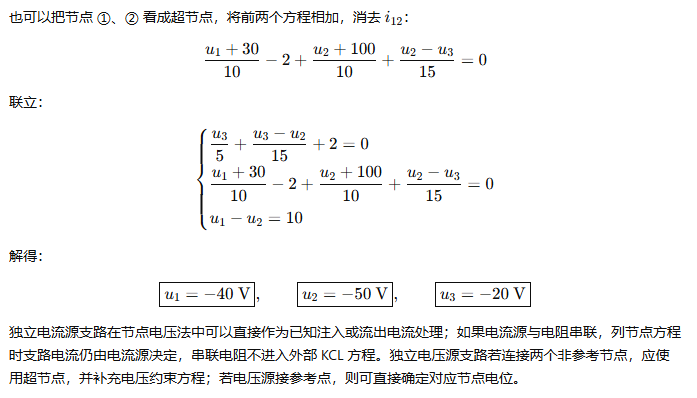 也可以把节点 ①、② 看成超节点，将前两个方程相加，消去 i₁₂：
(u₁ + 30)/10 − 2 + (u₂ + 100)/10 + (u₂ − u₃)/15 = 0
联立：
u₃/5 + (u₃ − u₂)/15 + 2 = 0
(u₁ + 30)/10 − 2 + (u₂ + 100)/10 + (u₂ − u₃)/15 = 0
u₁ − u₂ = 10
解得：
u₁ = −40 V, u₂ = −50 V, u₃ = −20 V
独立电流源支路在节点电压法中可以直接作为已知注入或流出电流处理；如果电流源与电阻串联，列节点方程
时支路电流仍由电流源决定，串联电阻不进入外部 KCL 方程。独立电压源支路若连接两个非参考节点，应使
用超节点，并补充电压约束方程；若电压源接参考点，则可直接确定对应节点电位。